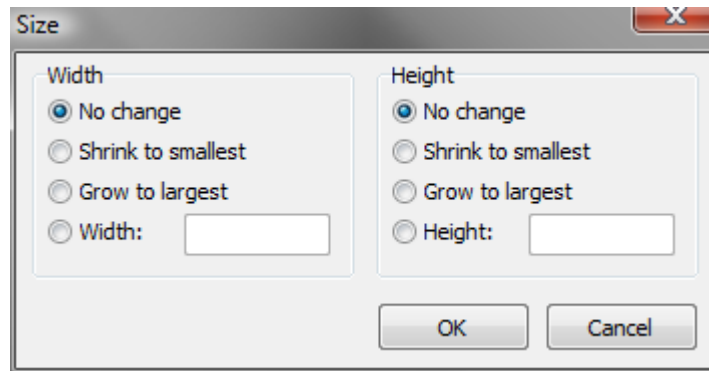 Size
Width
No change
Shrink to smallest
Grow to largest
Width:
Height
No change
Shrink to smallest
Grow to largest
Height:
OK
Cancel